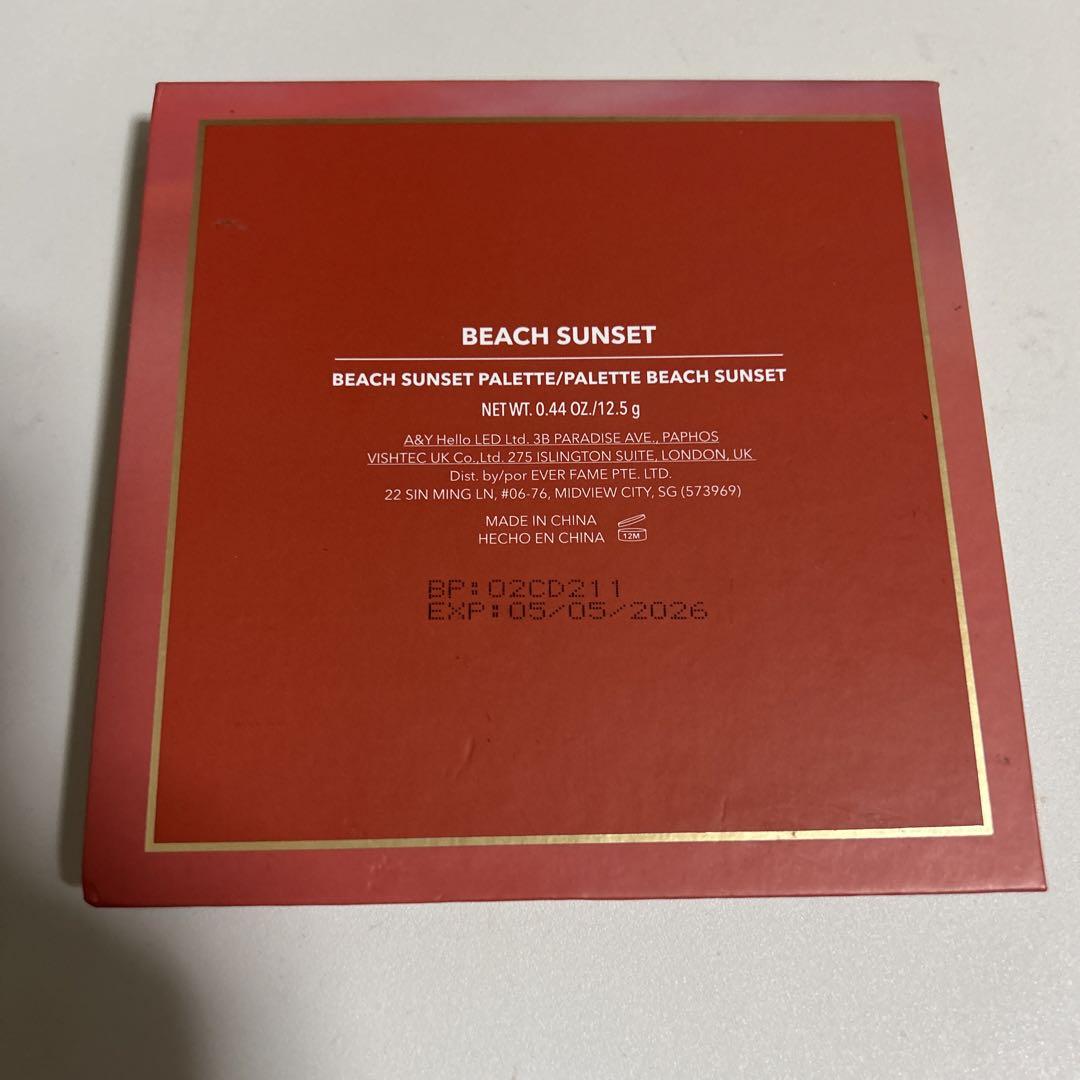 BEACH SUNSET
BEACH SUNSET PALETTE/PALETTE BEACH SUNSET
NET WT. 0.44 OZ./12.5 g
A&Y Hello LED Ltd. 3B PARADISE AVE., PAPHOS
VISHTEC UK Co.,Ltd. 275 ISLINGTON SUITE, LONDON, UK
Dist. by/por EVER FAME PTE. LTD.
22 SIN MING LN, #06-76, MIDVIEW CITY, SG (573969)
MADE IN CHINA
HECHO EN CHINA 12M
BP:02CD211
EXP:05/05/2026